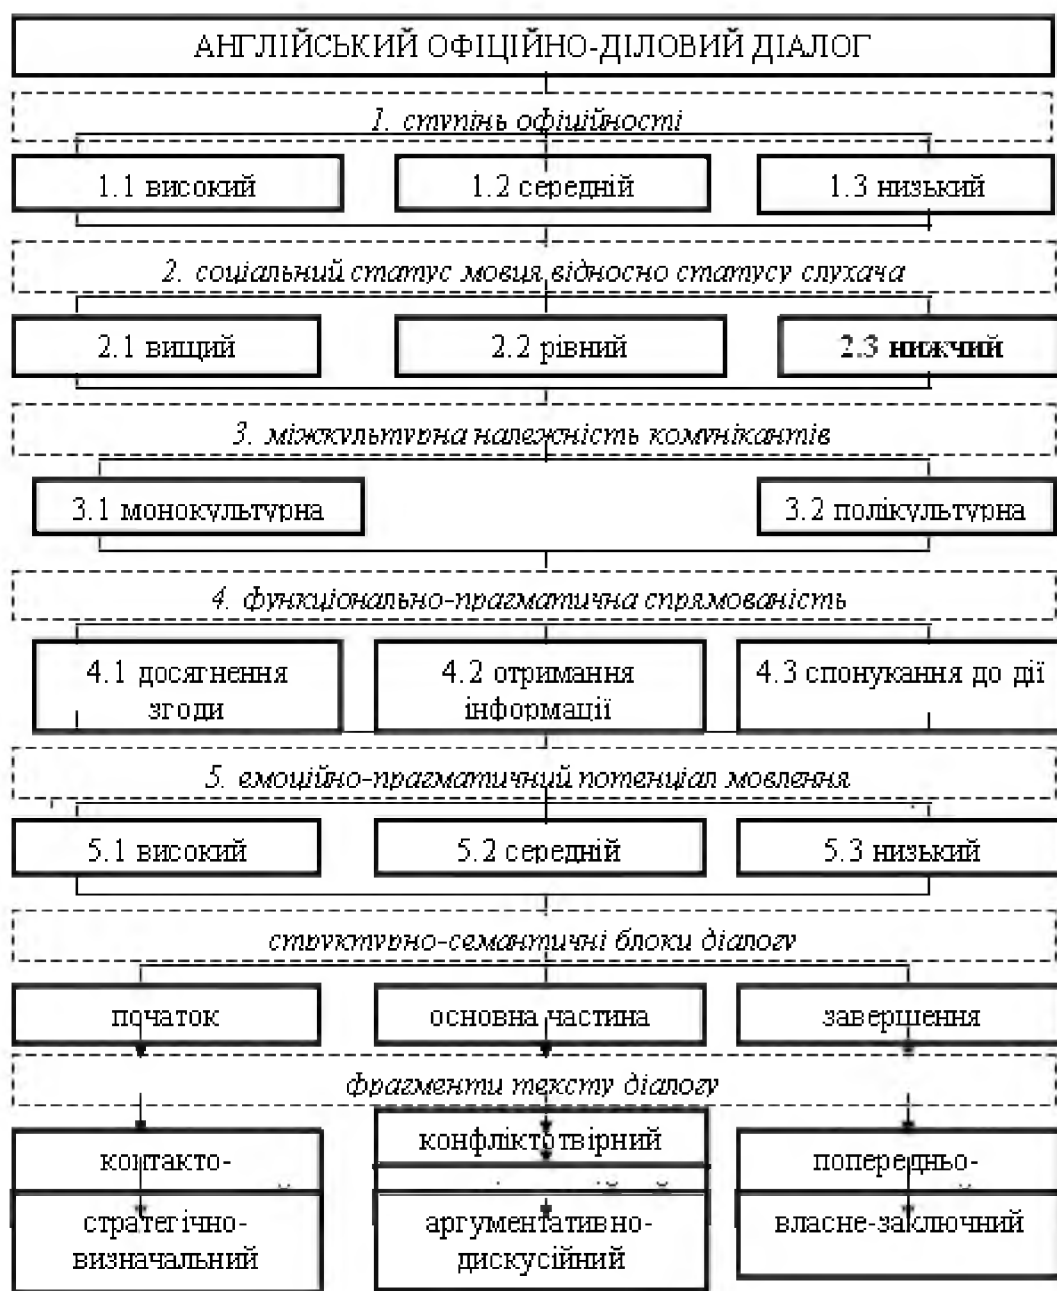 АНГЛІЙСЬКИЙ ОФІЦІЙНО-ДІЛОВИЙ ДІАЛОГ
1. ступінь офіційності
1.1 високий
1.2 середній
1.3 низький
2. соціальний статус мовця відносно статусу слухача
2.1 вищий
2.2 рівний
2.3 нижчий
3. міжкультурна належність комунікантів
3.1 монокультурна
3.2 полікультурна
4. функціонально-прагматична спрямованість
4.1 досягнення
згоди
4.2 отримання
інформації
4.3 спонукання до дії
5. емоційно-прагматичний потенціал мовлення
5.1 високий
5.2 середній
5.3 низький
структурно-семантичні блоки діалогу
початок
основна частина
завершення
фрагменти тексту діалогу
контакто-
конфліктотвірний
попередньо-
стратегічно-
визначальний
аргументативно-
дискусійний
власне-заключний